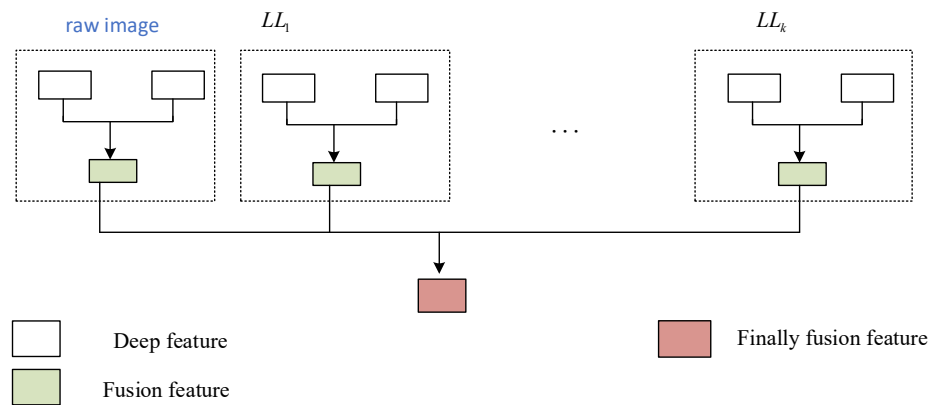 raw image
LL₁
LLₖ
...
Deep feature
Finally fusion feature
Fusion feature